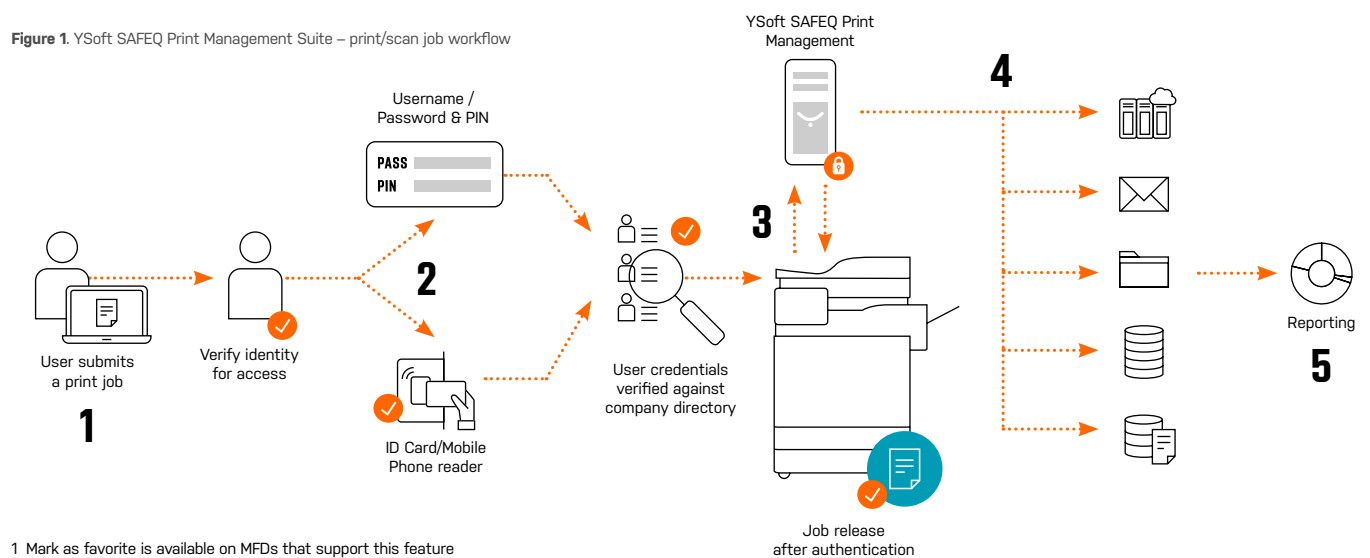 Figure 1. YSoft SAFEQ Print Management Suite – print/scan job workflow
YSoft SAFEQ Print
Management
4
Username /
Password & PIN
PASS
PIN
3
2
User submits
a print job
1
Verify identity
for access
ID Card/Mobile
Phone reader
User credentials
verified against
company directory
Job release
after authentication
Reporting
5
1 Mark as favorite is available on MFDs that support this feature